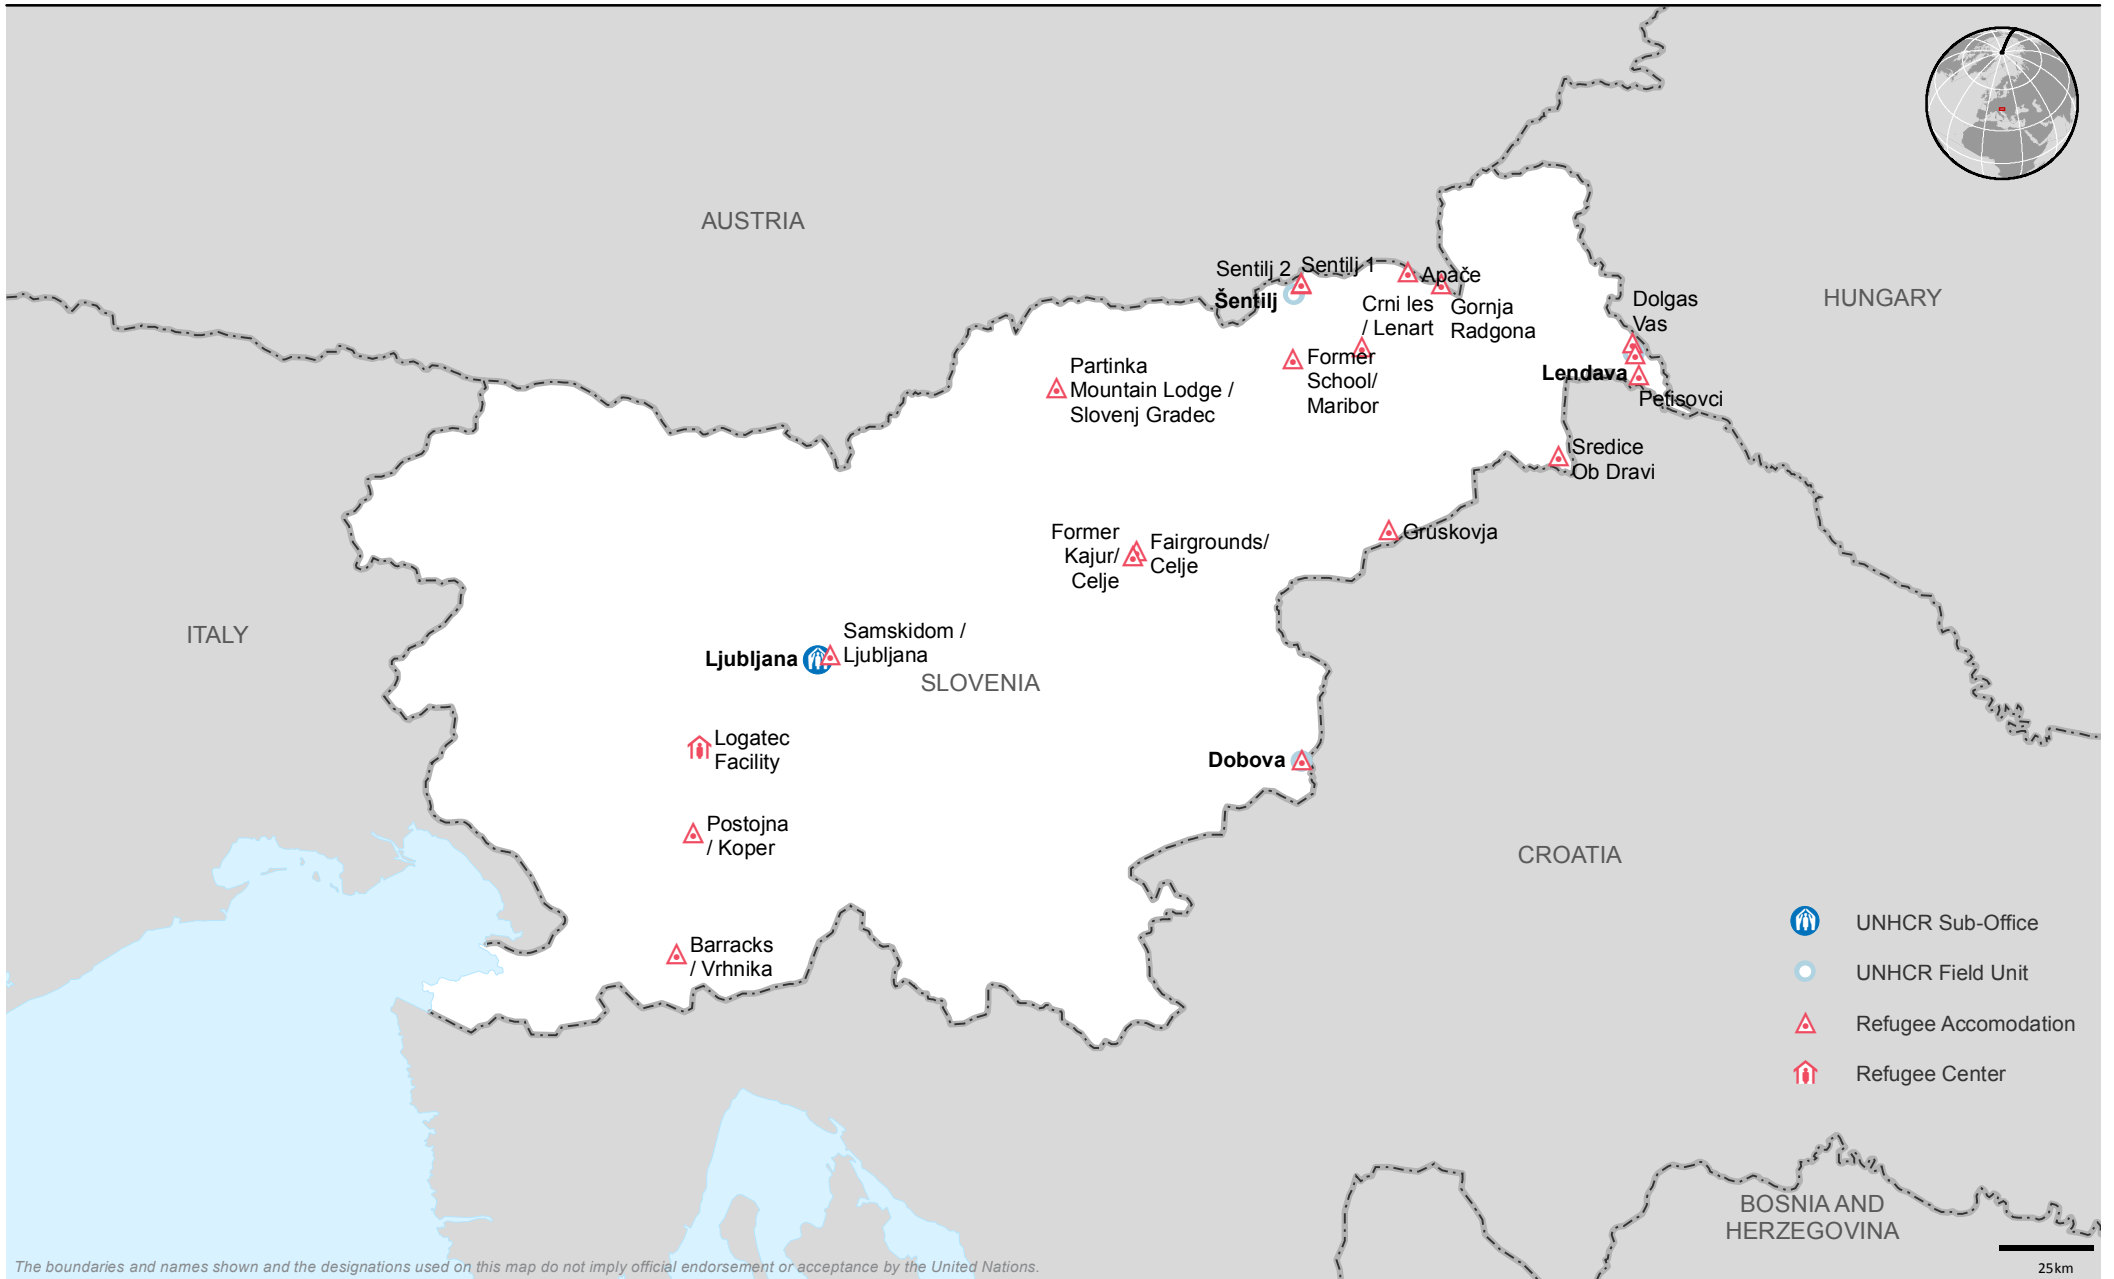 AUSTRIA
HUNGARY
Sentilj 2
Sentilj 1
Šentilj
Apače
Gornja
Radgona
Crni les
/ Lenart
Dolgas
Vas
Lendava
Petisovci
Former
School/
Maribor
Partinka
Mountain Lodge /
Slovenj Gradec
Sredice
Ob Dravi
Gruskovja
Former
Kajur/
Celje
Fairgrounds/
Celje
ITALY
Ljubljana
Samskidom /
Ljubljana
SLOVENIA
Logatec
Facility
Dobova
Postojna
/ Koper
CROATIA
Barracks
/ Vrhnika
UNHCR Sub-Office
UNHCR Field Unit
Refugee Accomodation
Refugee Center
BOSNIA AND
HERZEGOVINA
25km
The boundaries and names shown and the designations used on this map do not imply official endorsement or acceptance by the United Nations.